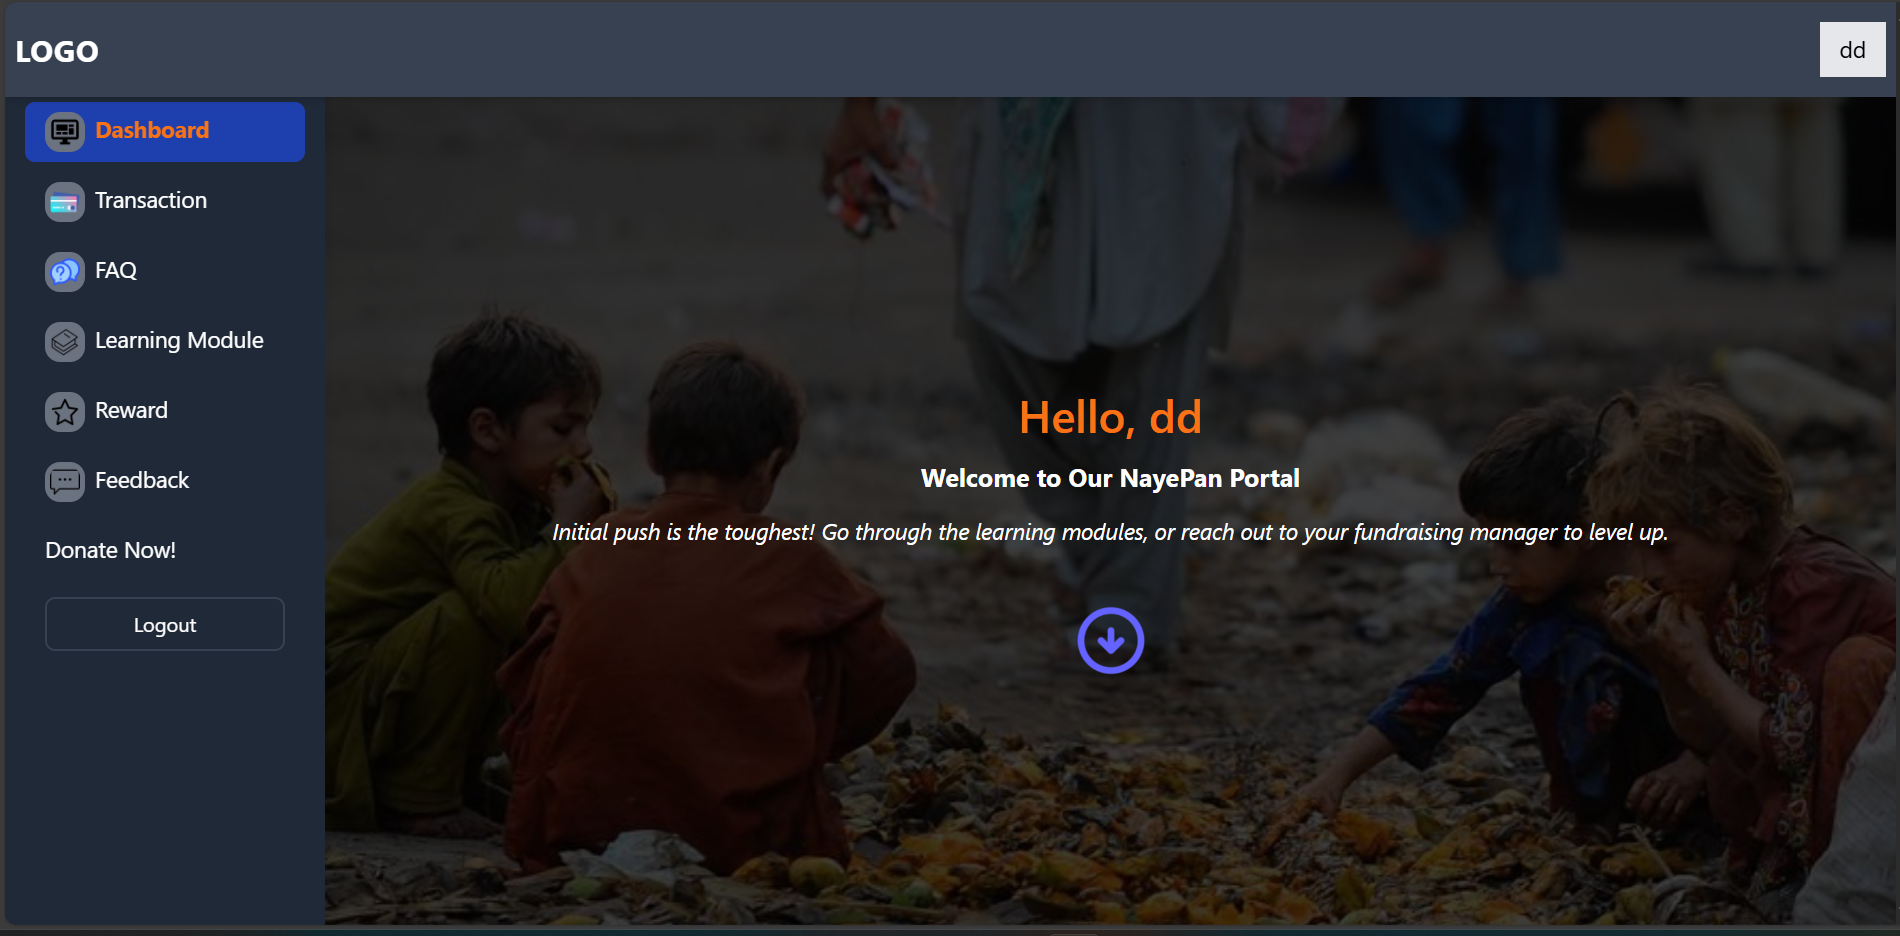 LOGO
dd
Dashboard
Transaction
FAQ
Learning Module
Reward
Feedback
Donate Now!
Logout
Hello, dd
Welcome to Our NayePan Portal
Initial push is the toughest! Go through the learning modules, or reach out to your fundraising manager to level up.